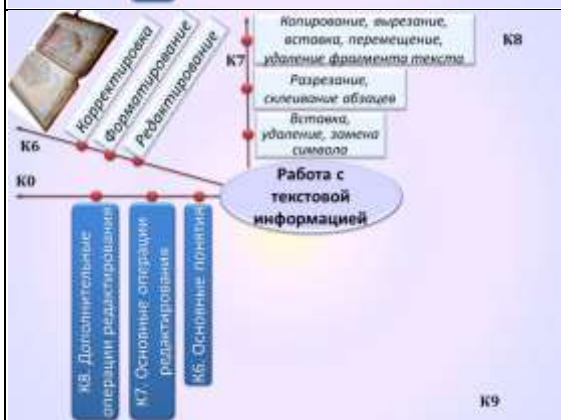 К7
Копирование, вырезание,
вставка, перемещение,
удаление фрагмента текста
К8
Разрезание,
склеивание абзацев
Вставка,
удаление, замена
символа
Корректировка
Форматирование
Редактирование
К6
К0
Работа с
текстовой
информацией
К8. Дополнительные
операции редактирования
К7. Основные операции
редактирования
К6. Основные понятия
К9